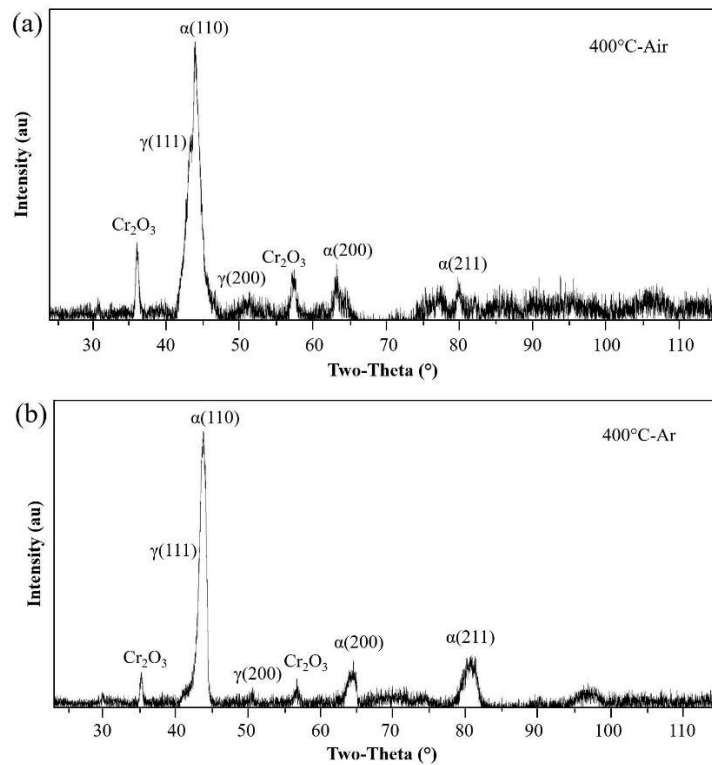 (a)
α(110)
400°C-Air
γ(111)
Cr₂O₃
γ(200)
Cr₂O₃
α(200)
α(211)
Intensity (au)
30 40 50 60 70 80 90 100 110
Two-Theta (°)
(b)
α(110)
400°C-Ar
γ(111)
Cr₂O₃
γ(200)
Cr₂O₃
α(200)
α(211)
Intensity (au)
30 40 50 60 70 80 90 100 110
Two-Theta (°)